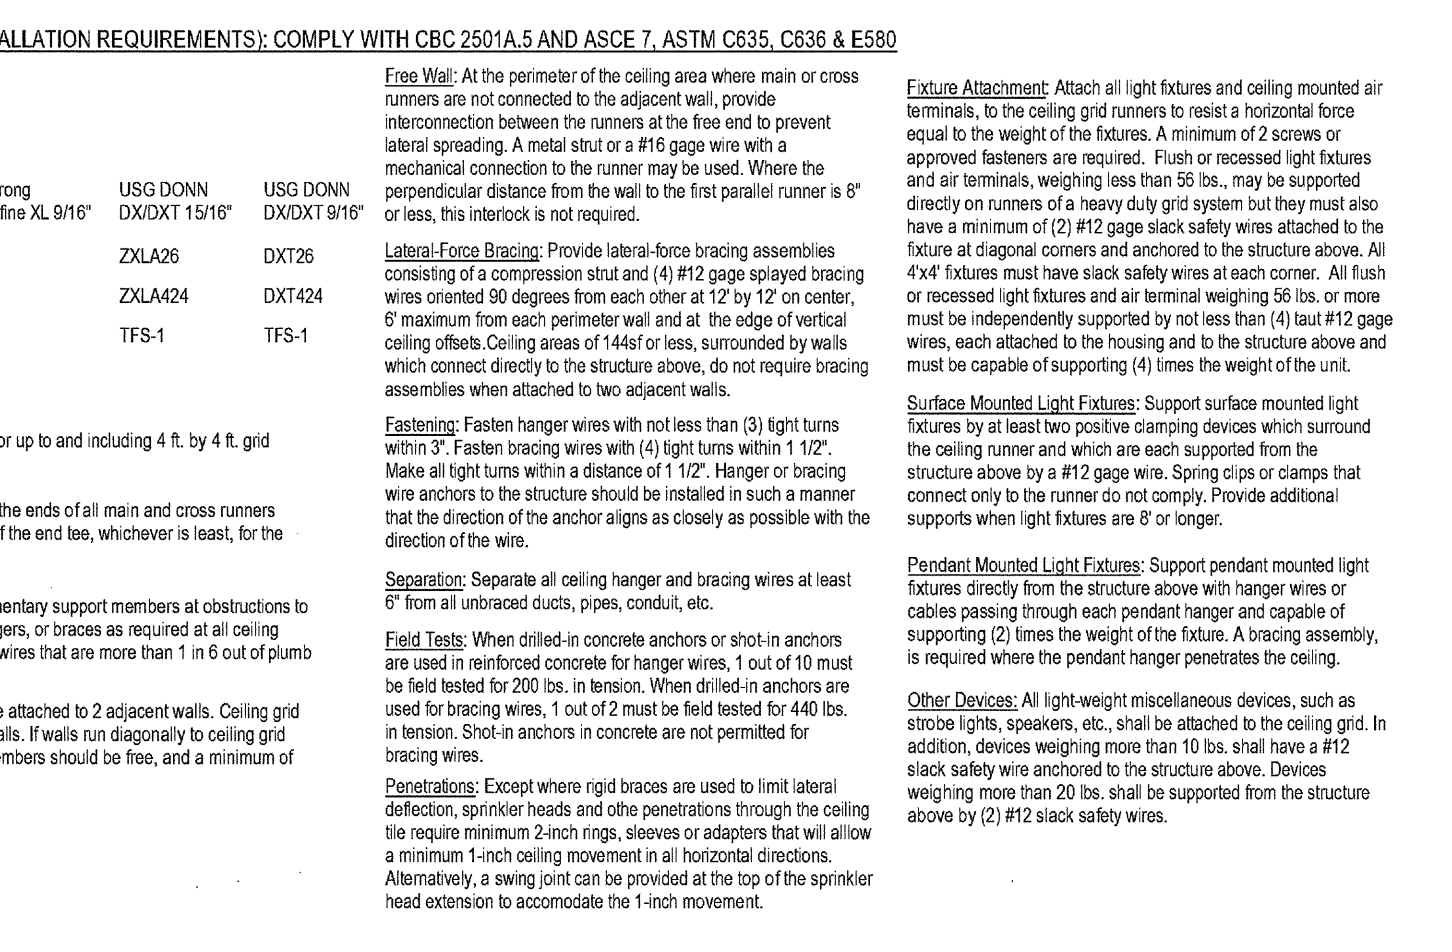 ALLATION REQUIREMENTS): COMPLY WITH CBC 2501A.5 AND ASCE 7, ASTM C635, C636 & E580
rong
fine XL 9/16"
USG DONN
DX/DXT 15/16"
USG DONN
DX/DXT 9/16"
ZXLA26
DXT26
ZXLA424
DXT424
TFS-1
TFS-1
or up to and including 4 ft. by 4 ft. grid
the ends of all main and cross runners
f the end tee, whichever is least, for the
entary support members at obstructions to
gers, or braces as required at all ceiling
wires that are more than 1 in 6 out of plumb
e attached to 2 adjacent walls. Ceiling grid
alls. If walls run diagonally to ceiling grid
mbers should be free, and a minimum of
Free Wall: At the perimeter of the ceiling area where main or cross
runners are not connected to the adjacent wall, provide
interconnection between the runners at the free end to prevent
lateral spreading. A metal strut or a #16 gage wire with a
mechanical connection to the runner may be used. Where the
perpendicular distance from the wall to the first parallel runner is 8"
or less, this interlock is not required.
Lateral-Force Bracing: Provide lateral-force bracing assemblies
consisting of a compression strut and (4) #12 gage splayed bracing
wires oriented 90 degrees from each other at 12' by 12' on center,
6' maximum from each perimeter wall and at the edge of vertical
ceiling offsets.Ceiling areas of 144sf or less, surrounded by walls
which connect directly to the structure above, do not require bracing
assemblies when attached to two adjacent walls.
Fastening: Fasten hanger wires with not less than (3) tight turns
within 3". Fasten bracing wires with (4) tight turns within 1 1/2".
Make all tight turns within a distance of 1 1/2". Hanger or bracing
wire anchors to the structure should be installed in such a manner
that the direction of the anchor aligns as closely as possible with the
direction of the wire.
Separation: Separate all ceiling hanger and bracing wires at least
6" from all unbraced ducts, pipes, conduit, etc.
Field Tests: When drilled-in concrete anchors or shot-in anchors
are used in reinforced concrete for hanger wires, 1 out of 10 must
be field tested for 200 lbs. in tension. When drilled-in anchors are
used for bracing wires, 1 out of 2 must be field tested for 440 lbs.
in tension. Shot-in anchors in concrete are not permitted for
bracing wires.
Penetrations: Except where rigid braces are used to limit lateral
deflection, sprinkler heads and othe penetrations through the ceiling
tile require minimum 2-inch rings, sleeves or adapters that will alllow
a minimum 1-inch ceiling movement in all horizontal directions.
Alternatively, a swing joint can be provided at the top of the sprinkler
head extension to accomodate the 1-inch movement.
Fixture Attachment: Attach all light fixtures and ceiling mounted air
terminals, to the ceiling grid runners to resist a horizontal force
equal to the weight of the fixtures. A minimum of 2 screws or
approved fasteners are required. Flush or recessed light fixtures
and air terminals, weighing less than 56 lbs., may be supported
directly on runners of a heavy duty grid system but they must also
have a minimum of (2) #12 gage slack safety wires attached to the
fixture at diagonal corners and anchored to the structure above. All
4'x4' fixtures must have slack safety wires at each corner. All flush
or recessed light fixtures and air terminal weighing 56 lbs. or more
must be independently supported by not less than (4) taut #12 gage
wires, each attached to the housing and to the structure above and
must be capable of supporting (4) times the weight of the unit.
Surface Mounted Light Fixtures: Support surface mounted light
fixtures by at least two positive clamping devices which surround
the ceiling runner and which are each supported from the
structure above by a #12 gage wire. Spring clips or clamps that
connect only to the runner do not comply. Provide additional
supports when light fixtures are 8' or longer.
Pendant Mounted Light Fixtures: Support pendant mounted light
fixtures directly from the structure above with hanger wires or
cables passing through each pendant hanger and capable of
supporting (2) times the weight of the fixture. A bracing assembly,
is required where the pendant hanger penetrates the ceiling.
Other Devices: All light-weight miscellaneous devices, such as
strobe lights, speakers, etc., shall be attached to the ceiling grid. In
addition, devices weighing more than 10 lbs. shall have a #12
slack safety wire anchored to the structure above. Devices
weighing more than 20 lbs. shall be supported from the structure
above by (2) #12 slack safety wires.